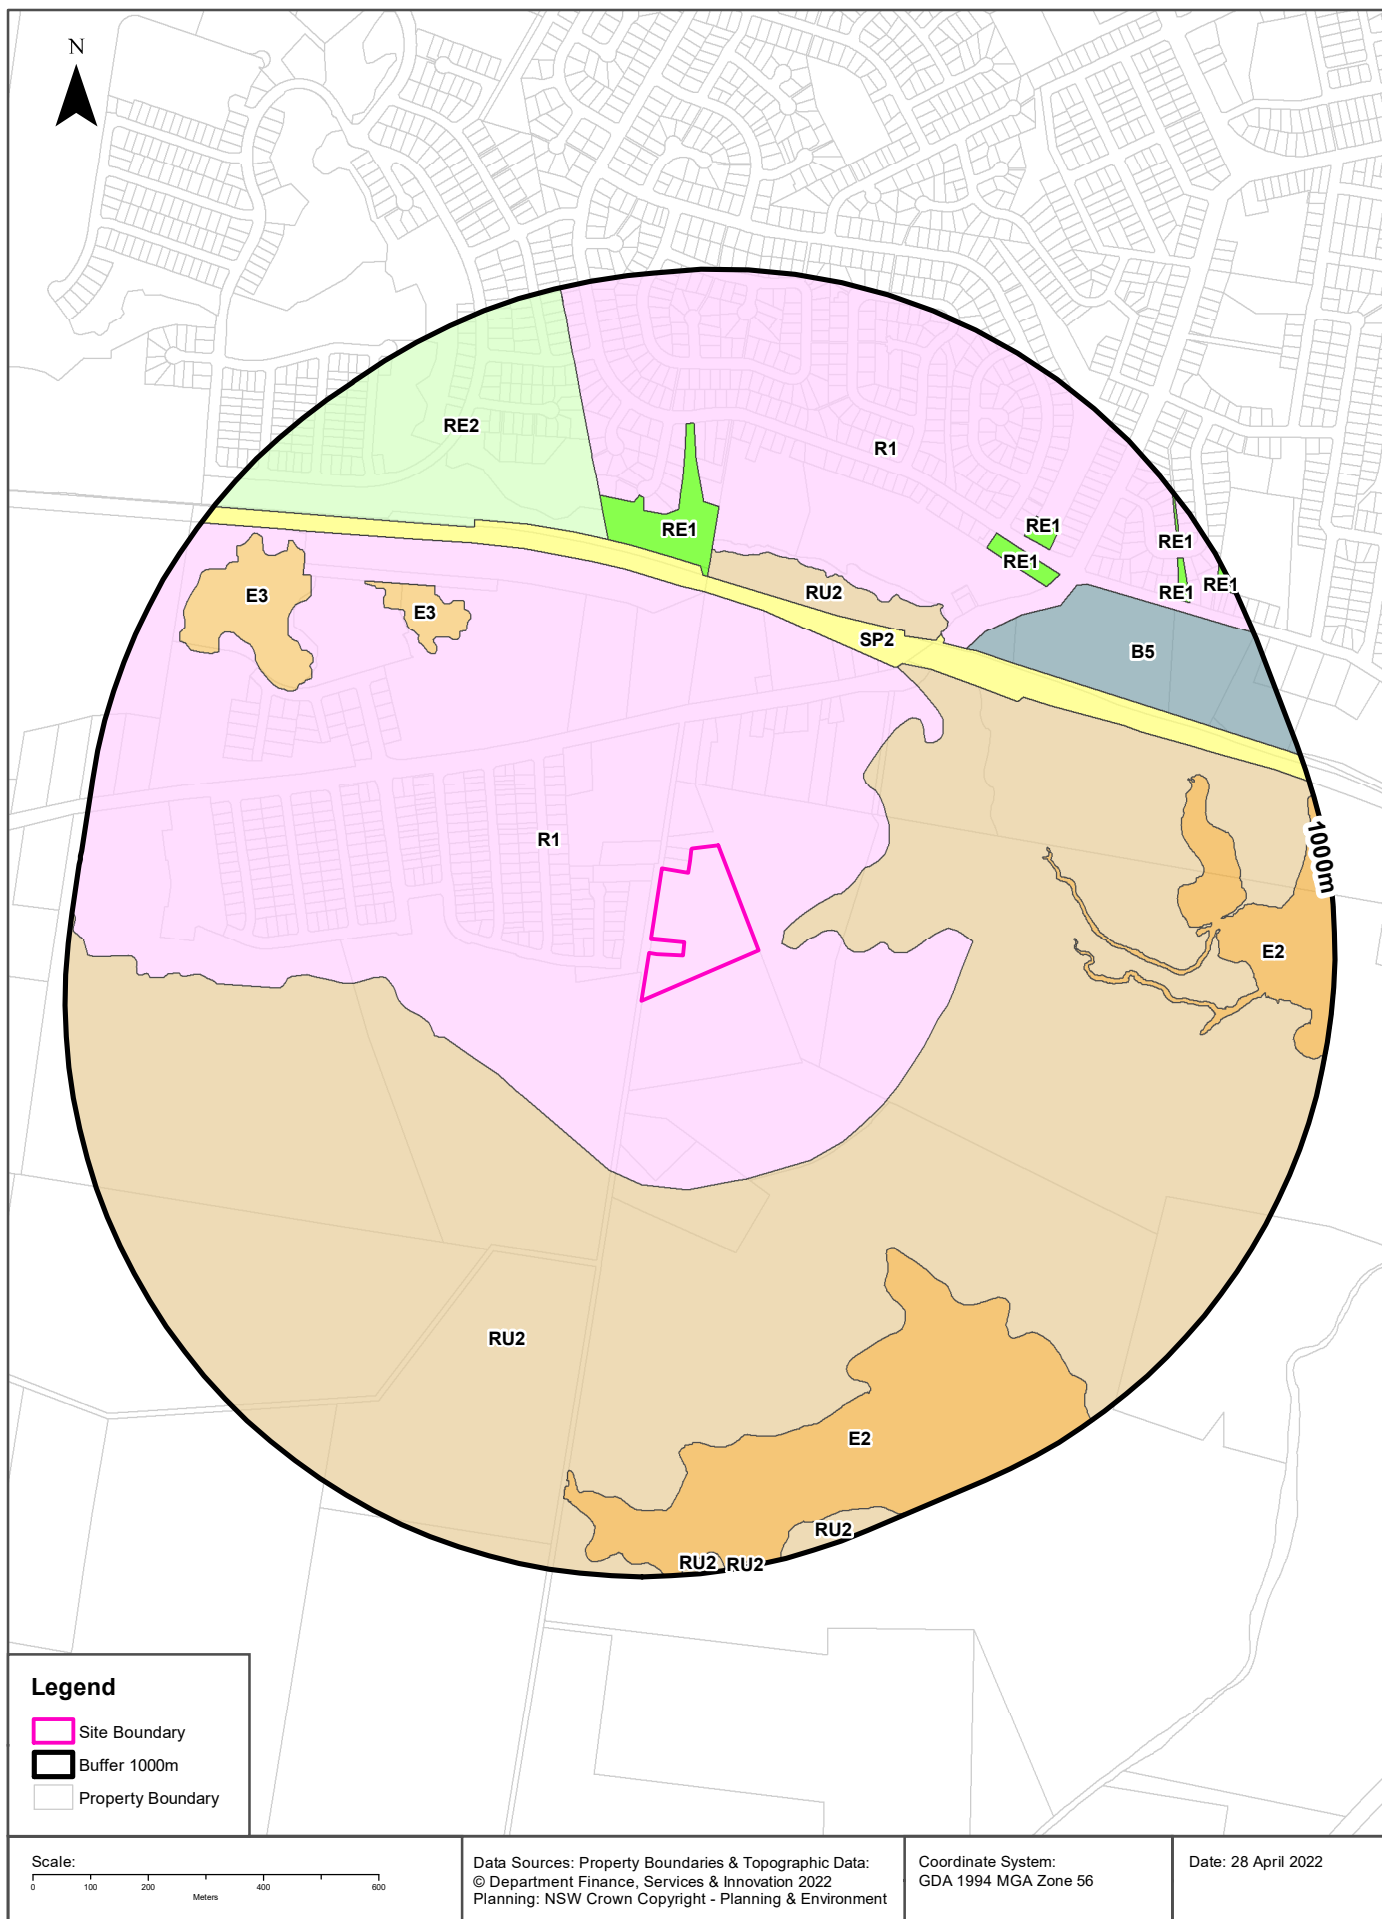 N
RE2
R1
RE1
RE1
RE1
RE1
RE1
RE1
E3
E3
RU2
SP2
B5
R1
1000m
E2
RU2
E2
RU2
RU2 RU2
Legend
Site Boundary
Buffer 1000m
Property Boundary
Scale:
0 100 200 400 600
Meters
Data Sources: Property Boundaries & Topographic Data:
© Department Finance, Services & Innovation 2022
Planning: NSW Crown Copyright - Planning & Environment
Coordinate System:
GDA 1994 MGA Zone 56
Date: 28 April 2022